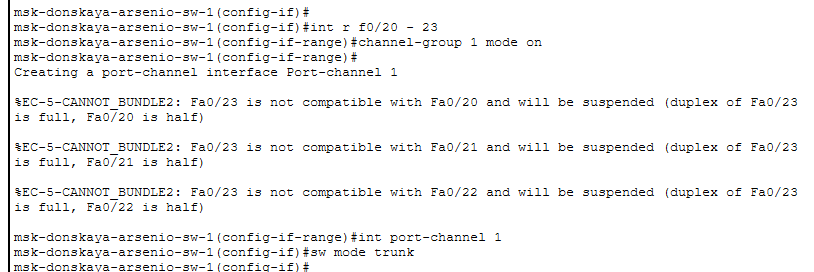 msk-donskaya-arsenio-sw-1(config-if)#
msk-donskaya-arsenio-sw-1(config-if)#int r f0/20 - 23
msk-donskaya-arsenio-sw-1(config-if-range)#channel-group 1 mode on
msk-donskaya-arsenio-sw-1(config-if-range)#
Creating a port-channel interface Port-channel 1
%EC-5-CANNOT_BUNDLE2: Fa0/23 is not compatible with Fa0/20 and will be suspended (duplex of Fa0/23
is full, Fa0/20 is half)
%EC-5-CANNOT_BUNDLE2: Fa0/23 is not compatible with Fa0/21 and will be suspended (duplex of Fa0/23
is full, Fa0/21 is half)
%EC-5-CANNOT_BUNDLE2: Fa0/23 is not compatible with Fa0/22 and will be suspended (duplex of Fa0/23
is full, Fa0/22 is half)
msk-donskaya-arsenio-sw-1(config-if-range)#int port-channel 1
msk-donskaya-arsenio-sw-1(config-if)#sw mode trunk
msk-donskaya-arsenio-sw-1(config-if)#